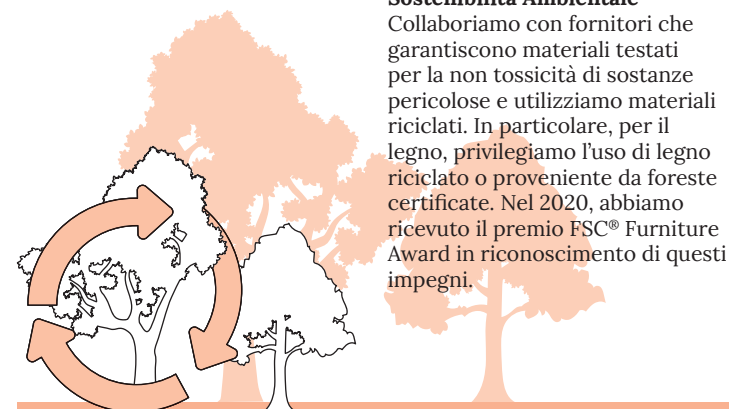 Sostenibilità Ambientale
Collaboriamo con fornitori che
garantiscono materiali testati
per la non tossicità di sostanze
pericolose e utilizziamo materiali
riciclati. In particolare, per il
legno, privilegiamo l'uso di legno
riciclato o proveniente da foreste
certificate. Nel 2020, abbiamo
ricevuto il premio FSC® Furniture
Award in riconoscimento di questi
impegni.